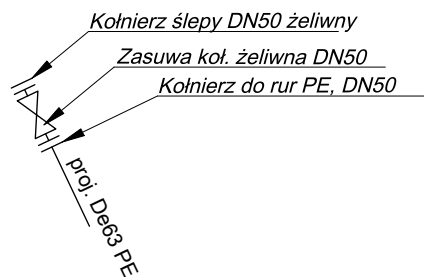 Kołnierz ślepy DN50 żeliwny
Zasuwa koł. żeliwna DN50
Kołnierz do rur PE, DN50
proj. De63 PE